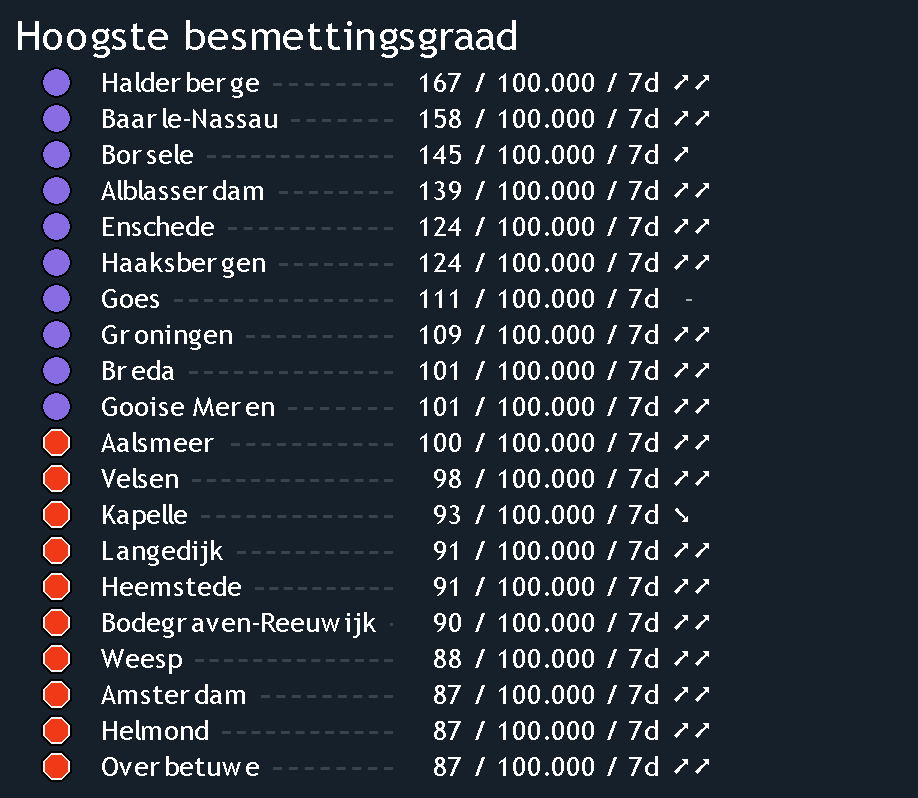 Hoogste besmettingsgraad
Halderberge 167 / 100.000 / 7d ↗↗
Baarle-Nassau 158 / 100.000 / 7d ↗↗
Borsele 145 / 100.000 / 7d ↗
Alblasserdam 139 / 100.000 / 7d ↗↗
Enschede 124 / 100.000 / 7d ↗↗
Haaksbergen 124 / 100.000 / 7d ↗↗
Goes 111 / 100.000 / 7d -
Groningen 109 / 100.000 / 7d ↗↗
Breda 101 / 100.000 / 7d ↗↗
Gooise Meren 101 / 100.000 / 7d ↗↗
Aalsmeer 100 / 100.000 / 7d ↗↗
Velsen 98 / 100.000 / 7d ↗↗
Kapelle 93 / 100.000 / 7d ↘
Langedijk 91 / 100.000 / 7d ↗↗
Heemstede 91 / 100.000 / 7d ↗↗
Bodegraven-Reeuwijk 90 / 100.000 / 7d ↗↗
Weesp 88 / 100.000 / 7d ↗↗
Amsterdam 87 / 100.000 / 7d ↗↗
Helmond 87 / 100.000 / 7d ↗↗
Overbetuwe 87 / 100.000 / 7d ↗↗